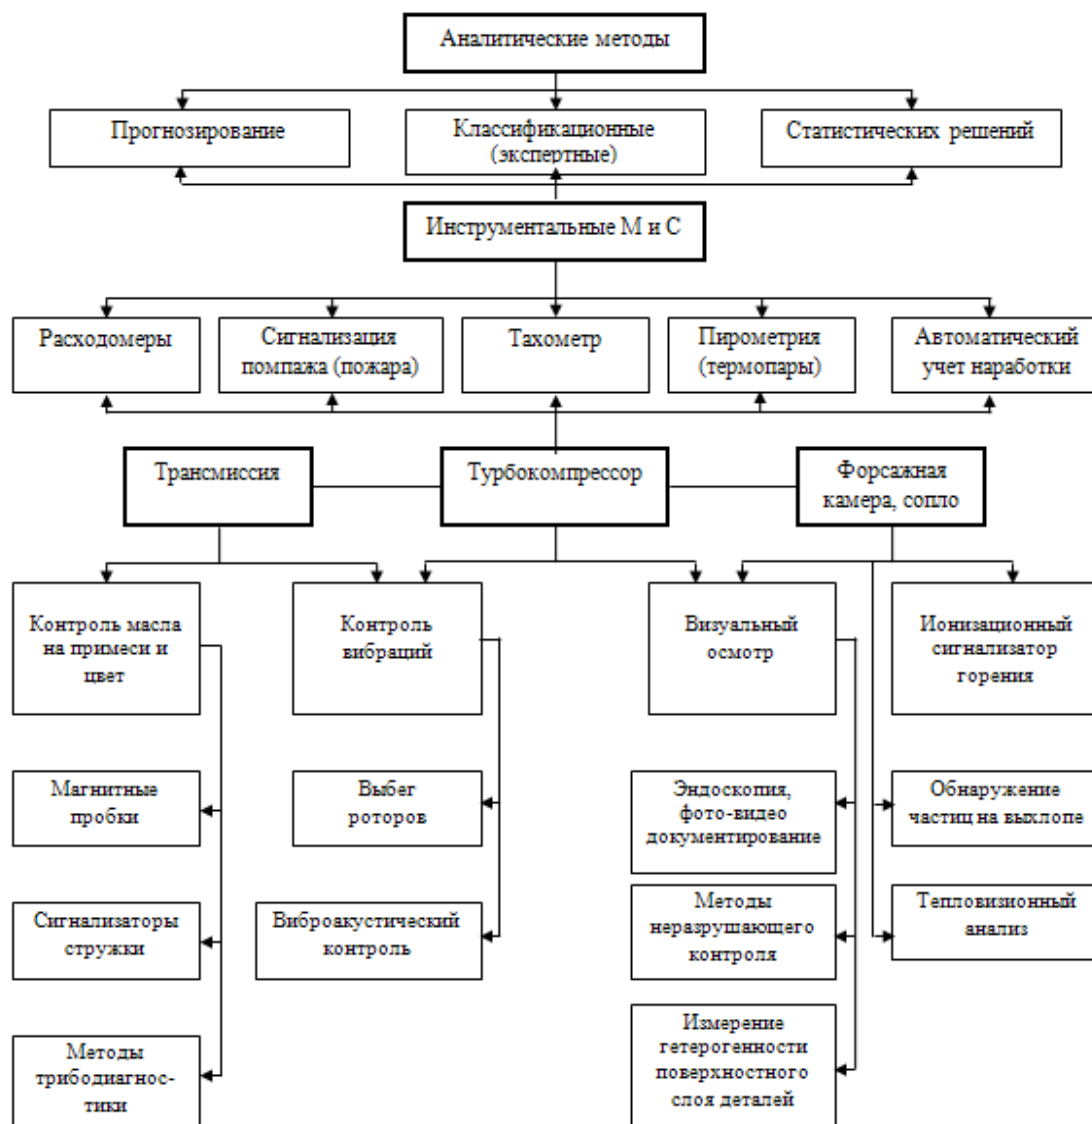 Аналитические методы
Прогнозирование
Классификационные
(экспертные)
Статистических решений
Инструментальные М и С
Расходомеры
Сигнализация
помпажа (пожара)
Тахометр
Пирометрия
(термопары)
Автоматический
учет наработки
Трансмиссия
Турбокомпрессор
Форсажная
камера, сопло
Контроль масла
на примеси и
цвет
Контроль
вибраций
Визуальный
осмотр
Ионизационный
сигнализатор
горения
Магнитные
пробки
Выбег
роторов
Эндоскопия,
фото-видео
документирование
Обнаружение
частиц на выхлопе
Сигнализаторы
стружки
Виброакустический
контроль
Методы
неразрушающего
контроля
Тепловизионный
анализ
Методы
трибодиагнос-
тики
Измерение
гетерогенности
поверхностного
слоя деталей